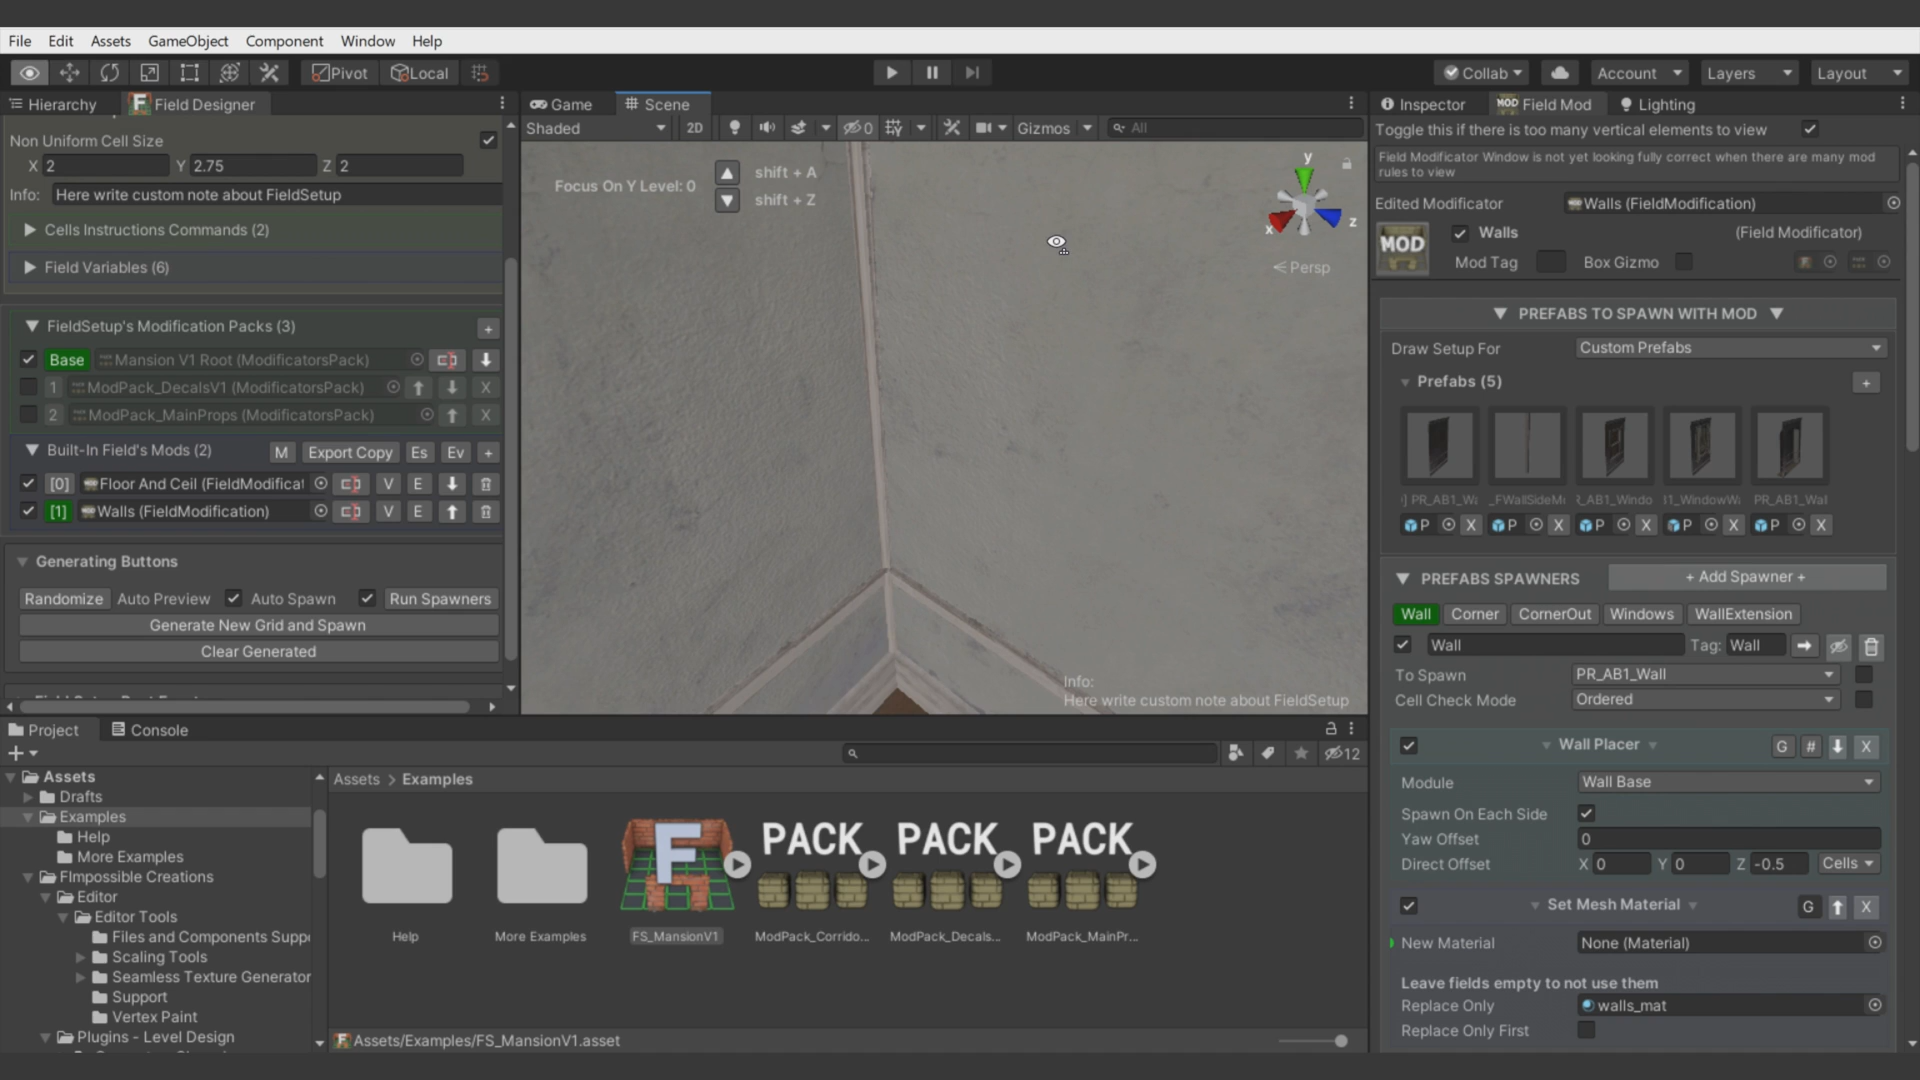 File Edit Assets GameObject Component Window Help
Pivot Local
Collab Account Layers Layout
Hierarchy Field Designer
Non Uniform Cell Size
X 2 Y 2.75 Z 2
Info: Here write custom note about FieldSetup
Cells Instructions Commands (2)
Field Variables (6)
FieldSetup's Modification Packs (3)
+
Base Mansion V1 Root (ModificatorsPack)
1 ModPack_DecalsV1 (ModificatorsPack) X
2 ModPack_MainProps (ModificatorsPack) X
Built-In Field's Mods (2) M Export Copy Es Ev +
[0] Floor And Ceil (FieldModificat V E
[1] Walls (FieldModification) V E
Generating Buttons
Randomize Auto Preview Auto Spawn Run Spawners
Generate New Grid and Spawn
Clear Generated
Game Scene
Shaded 2D 0 Gizmos All
Focus On Y Level: 0
shift + A
shift + Z
y
x z
Persp
Info:
Here write custom note about FieldSetup
Inspector MOD Field Mod Lighting
Toggle this if there is too many vertical elements to view
Field Modificator Window is not yet looking fully correct when there are many mod
rules to view
Edited Modificator Walls (FieldModification)
MOD
Walls (Field Modificator)
Mod Tag Box Gizmo
PREFABS TO SPAWN WITH MOD
Draw Setup For Custom Prefabs
Prefabs (5) +
] PR_AB1_Wa _FWallSideM PR_AB1_Wal
P X P X P X P X P X
PREFABS SPAWNERS + Add Spawner +
Wall Corner CornerOut Windows WallExtension
Wall Tag: Wall
To Spawn PR_AB1_Wall
Cell Check Mode Ordered
Wall Placer G # X
Module Wall Base
Spawn On Each Side
Yaw Offset 0
Direct Offset X 0 Y 0 Z -0.5 Cells
Set Mesh Material G X
New Material None (Material)
Leave fields empty to not use them
Replace Only walls_mat
Replace Only First
Project Console
+ 12
Assets
Drafts
Examples
Help
More Examples
FImpossible Creations
Editor
Editor Tools
Files and Components Supp
Scaling Tools
Seamless Texture Generator
Support
Vertex Paint
Plugins - Level Design
Assets > Examples
F PACK PACK PACK
Help More Examples FS_MansionV1 ModPack_Corrido... ModPack_Decals... ModPack_MainPr...
Assets/Examples/FS_MansionV1.asset